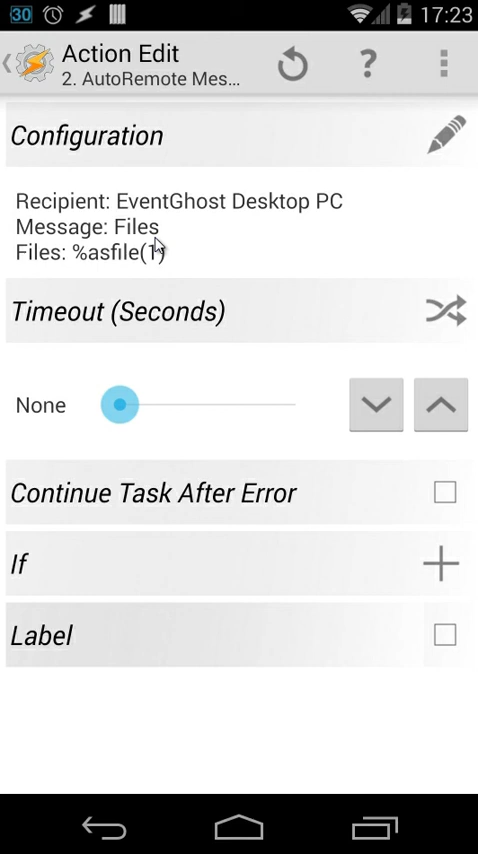 30 17:23
Action Edit
2. AutoRemote Mes...
Configuration
Recipient: EventGhost Desktop PC
Message: Files
Files: %asfile(1)
Timeout (Seconds)
None
Continue Task After Error
If
Label